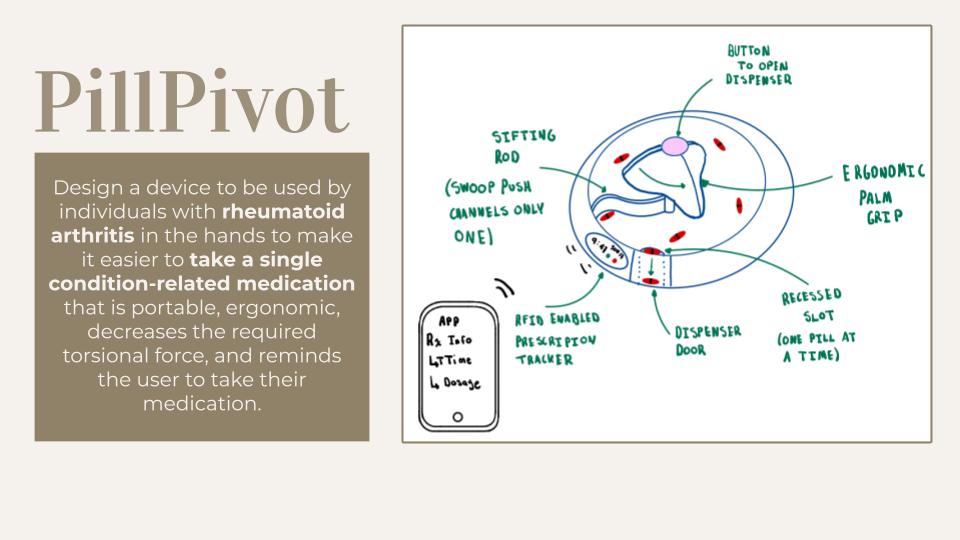 PillPivot
Design a device to be used by
individuals with rheumatoid
arthritis in the hands to make
it easier to take a single
condition-related medication
that is portable, ergonomic,
decreases the required
torsional force, and reminds
the user to take their
medication.
BUTTON
TO OPEN
DISPENSER
SIFTING
ROD
(SWOOP PUSH
CHANNELS ONLY
ONE)
ERGONOMIC
PALM
GRIP
RECESSED
SLOT
(ONE PILL AT
A TIME)
DISPENSER
DOOR
RFID ENABLED
PRESCRIPTION
TRACKER
APP
Rx Info
↳ Time
↳ Dosage